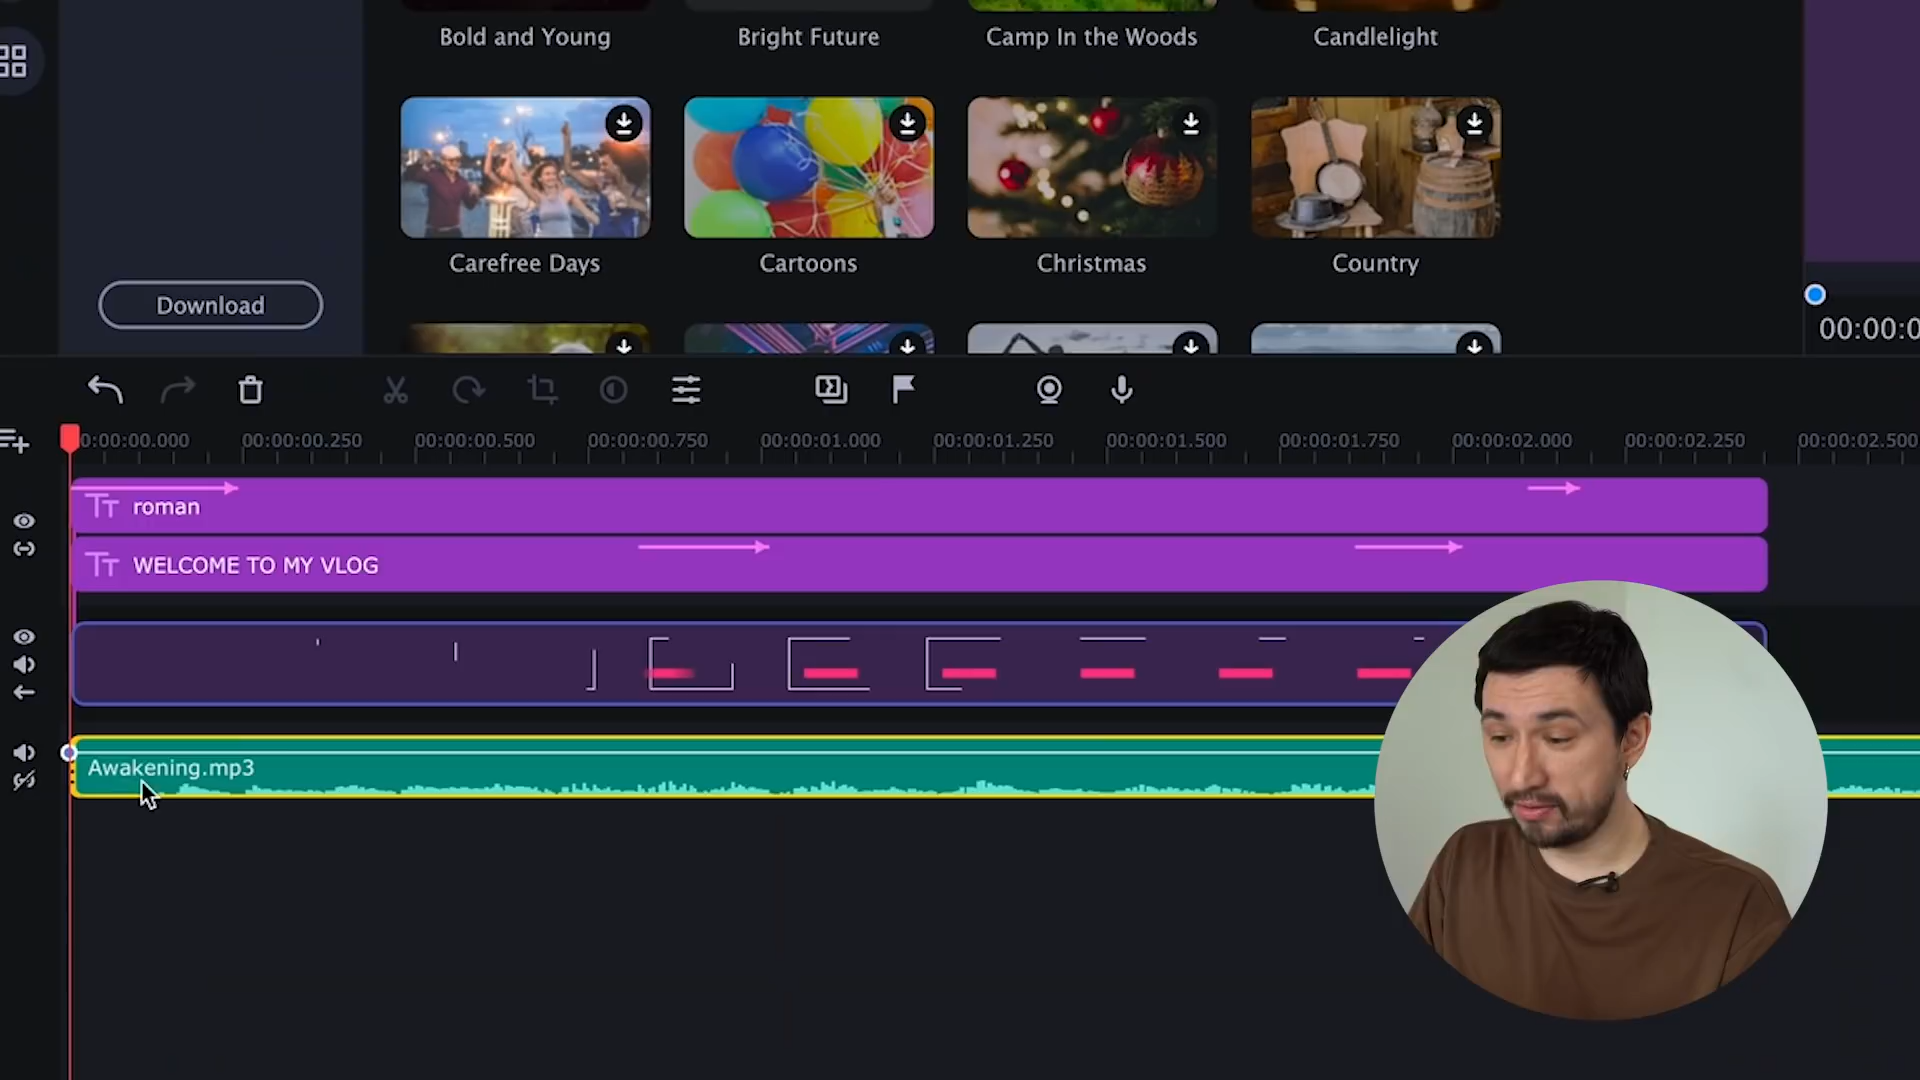 Bold and Young
Bright Future
Camp In the Woods
Candlelight
Carefree Days
Cartoons
Christmas
Country
Download
00:00:0
0:00:00.000
00:00:00.250
00:00:00.500
00:00:00.750
00:00:01.000
00:00:01.250
00:00:01.500
00:00:01.750
00:00:02.000
00:00:02.250
00:00:02.500
roman
WELCOME TO MY VLOG
Awakening.mp3